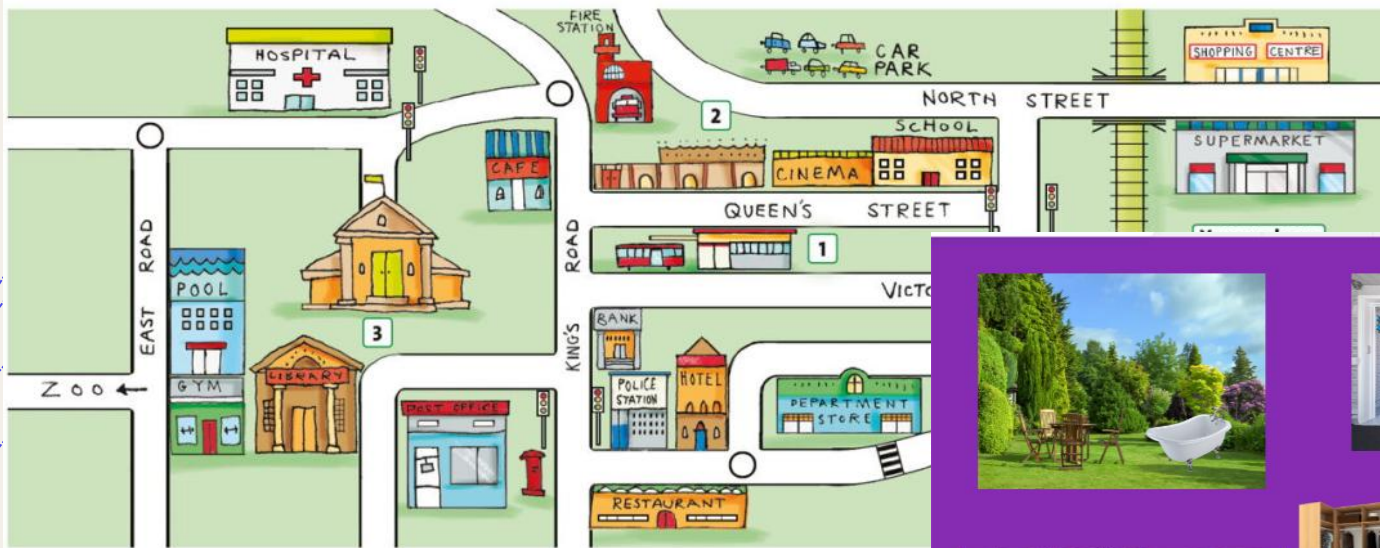 FIRE
STATION
HOSPITAL
CAR
PARK
SHOPPING CENTRE
NORTH STREET
2
SCHOOL
SUPERMARKET
CAFE
CINEMA
QUEEN'S STREET
EAST ROAD
KING'S ROAD
1
POOL
BANK
3
LIBRARY
POLICE
STATION
HOTEL
ZOO ←
GYM
POST OFFICE
DEPARTMENT
STORE
RESTAURANT